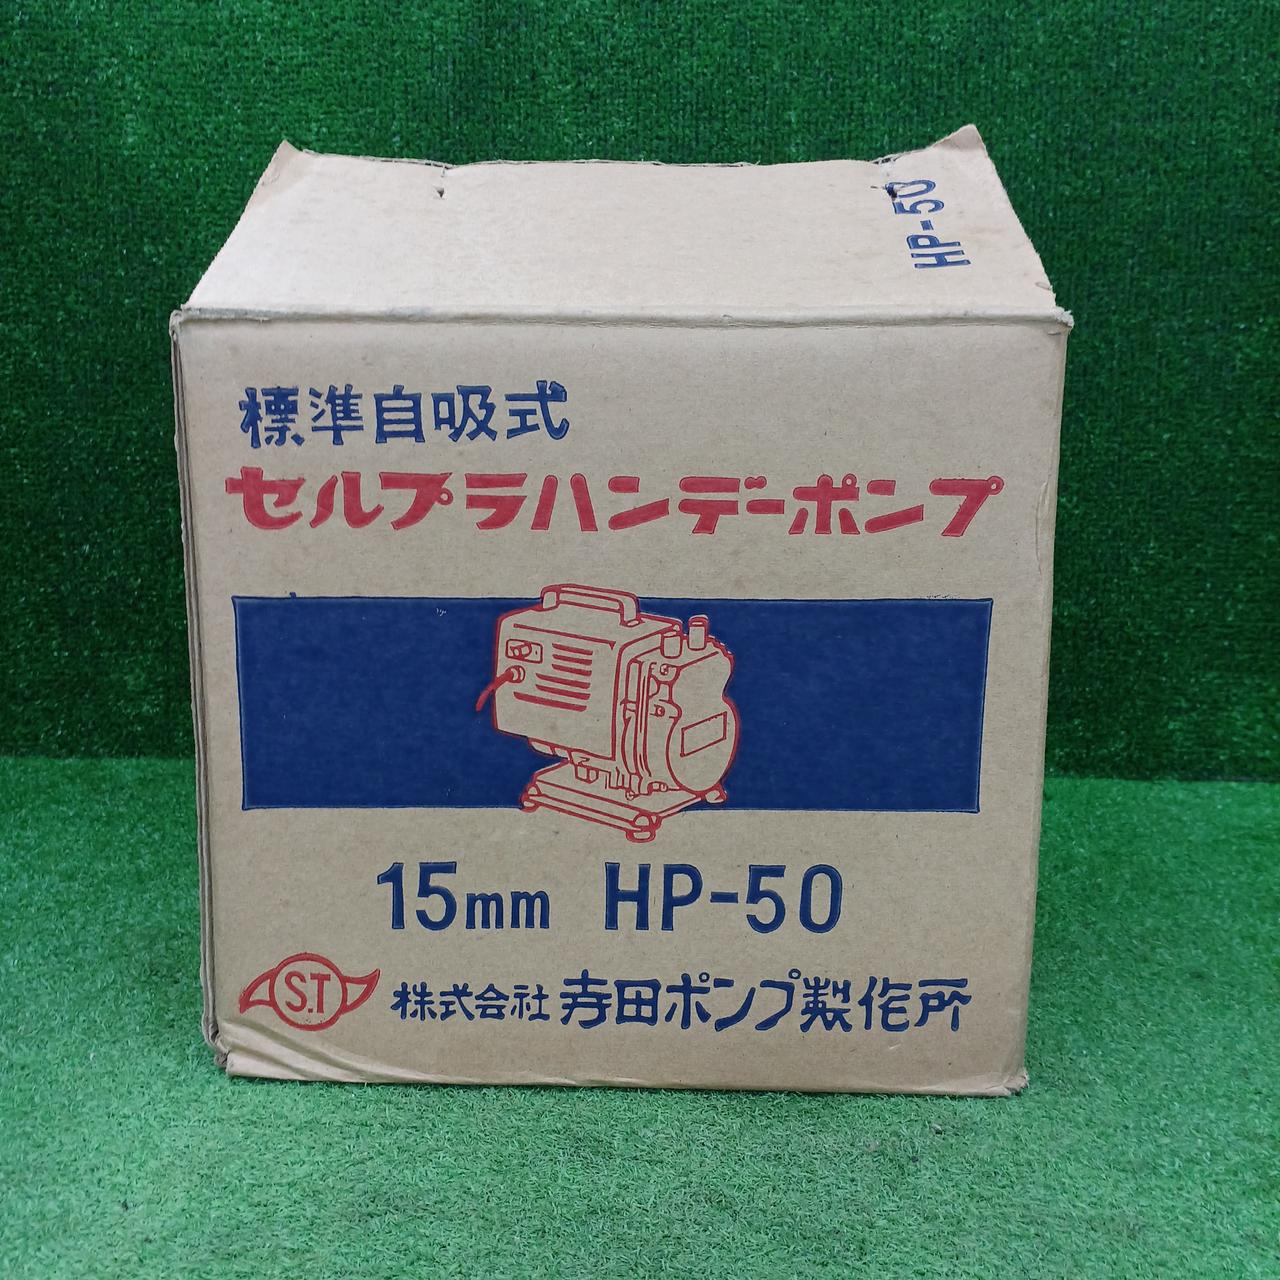 HP-50
標準自吸式
セルプラハンデーポンプ
15mm HP-50
S.T 株式会社 寺田ポンプ製作所